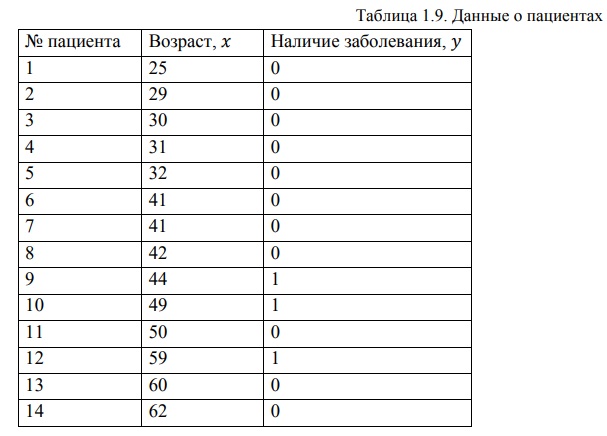 Таблица 1.9. Данные о пациентах
№ пациента Возраст, x Наличие заболевания, y
1 25 0
2 29 0
3 30 0
4 31 0
5 32 0
6 41 0
7 41 0
8 42 0
9 44 1
10 49 1
11 50 0
12 59 1
13 60 0
14 62 0